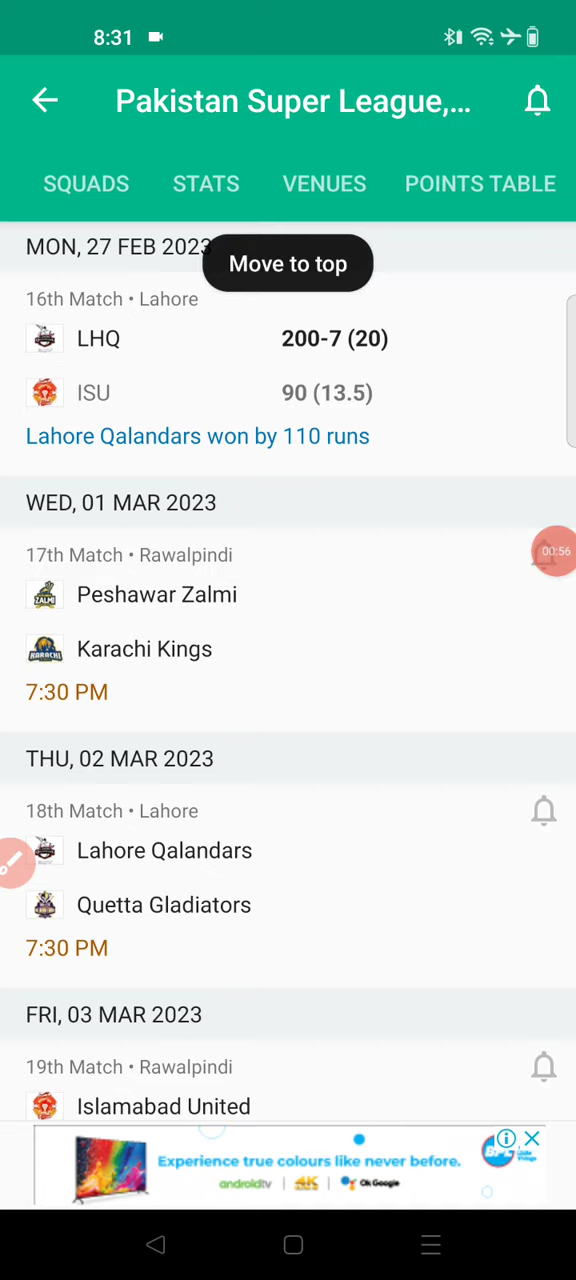 8:31
Pakistan Super League,...
SQUADS STATS VENUES POINTS TABLE
MON, 27 FEB 2023
Move to top
16th Match • Lahore
LHQ 200-7 (20)
ISU 90 (13.5)
Lahore Qalandars won by 110 runs
WED, 01 MAR 2023
17th Match • Rawalpindi
00:56
Peshawar Zalmi
Karachi Kings
7:30 PM
THU, 02 MAR 2023
18th Match • Lahore
Lahore Qalandars
Quetta Gladiators
7:30 PM
FRI, 03 MAR 2023
19th Match • Rawalpindi
Islamabad United
Experience true colours like never before.
androidtv | 4K | Ok Google
BPL